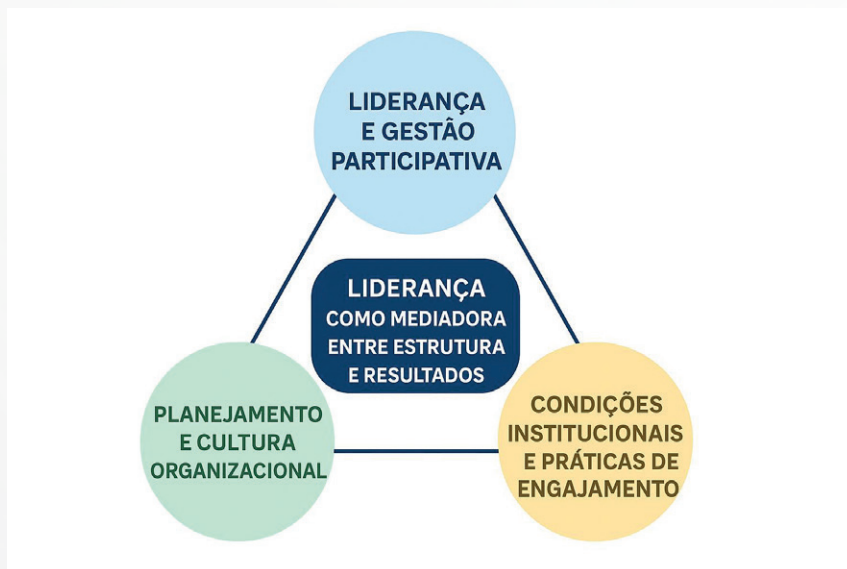 LIDERANÇA
E GESTÃO
PARTICIPATIVA
LIDERANÇA
COMO MEDIADORA
ENTRE ESTRUTURA
E RESULTADOS
PLANEJAMENTO
E CULTURA
ORGANIZACIONAL
CONDIÇÕES
INSTITUCIONAIS
E PRÁTICAS DE
ENGAJAMENTO